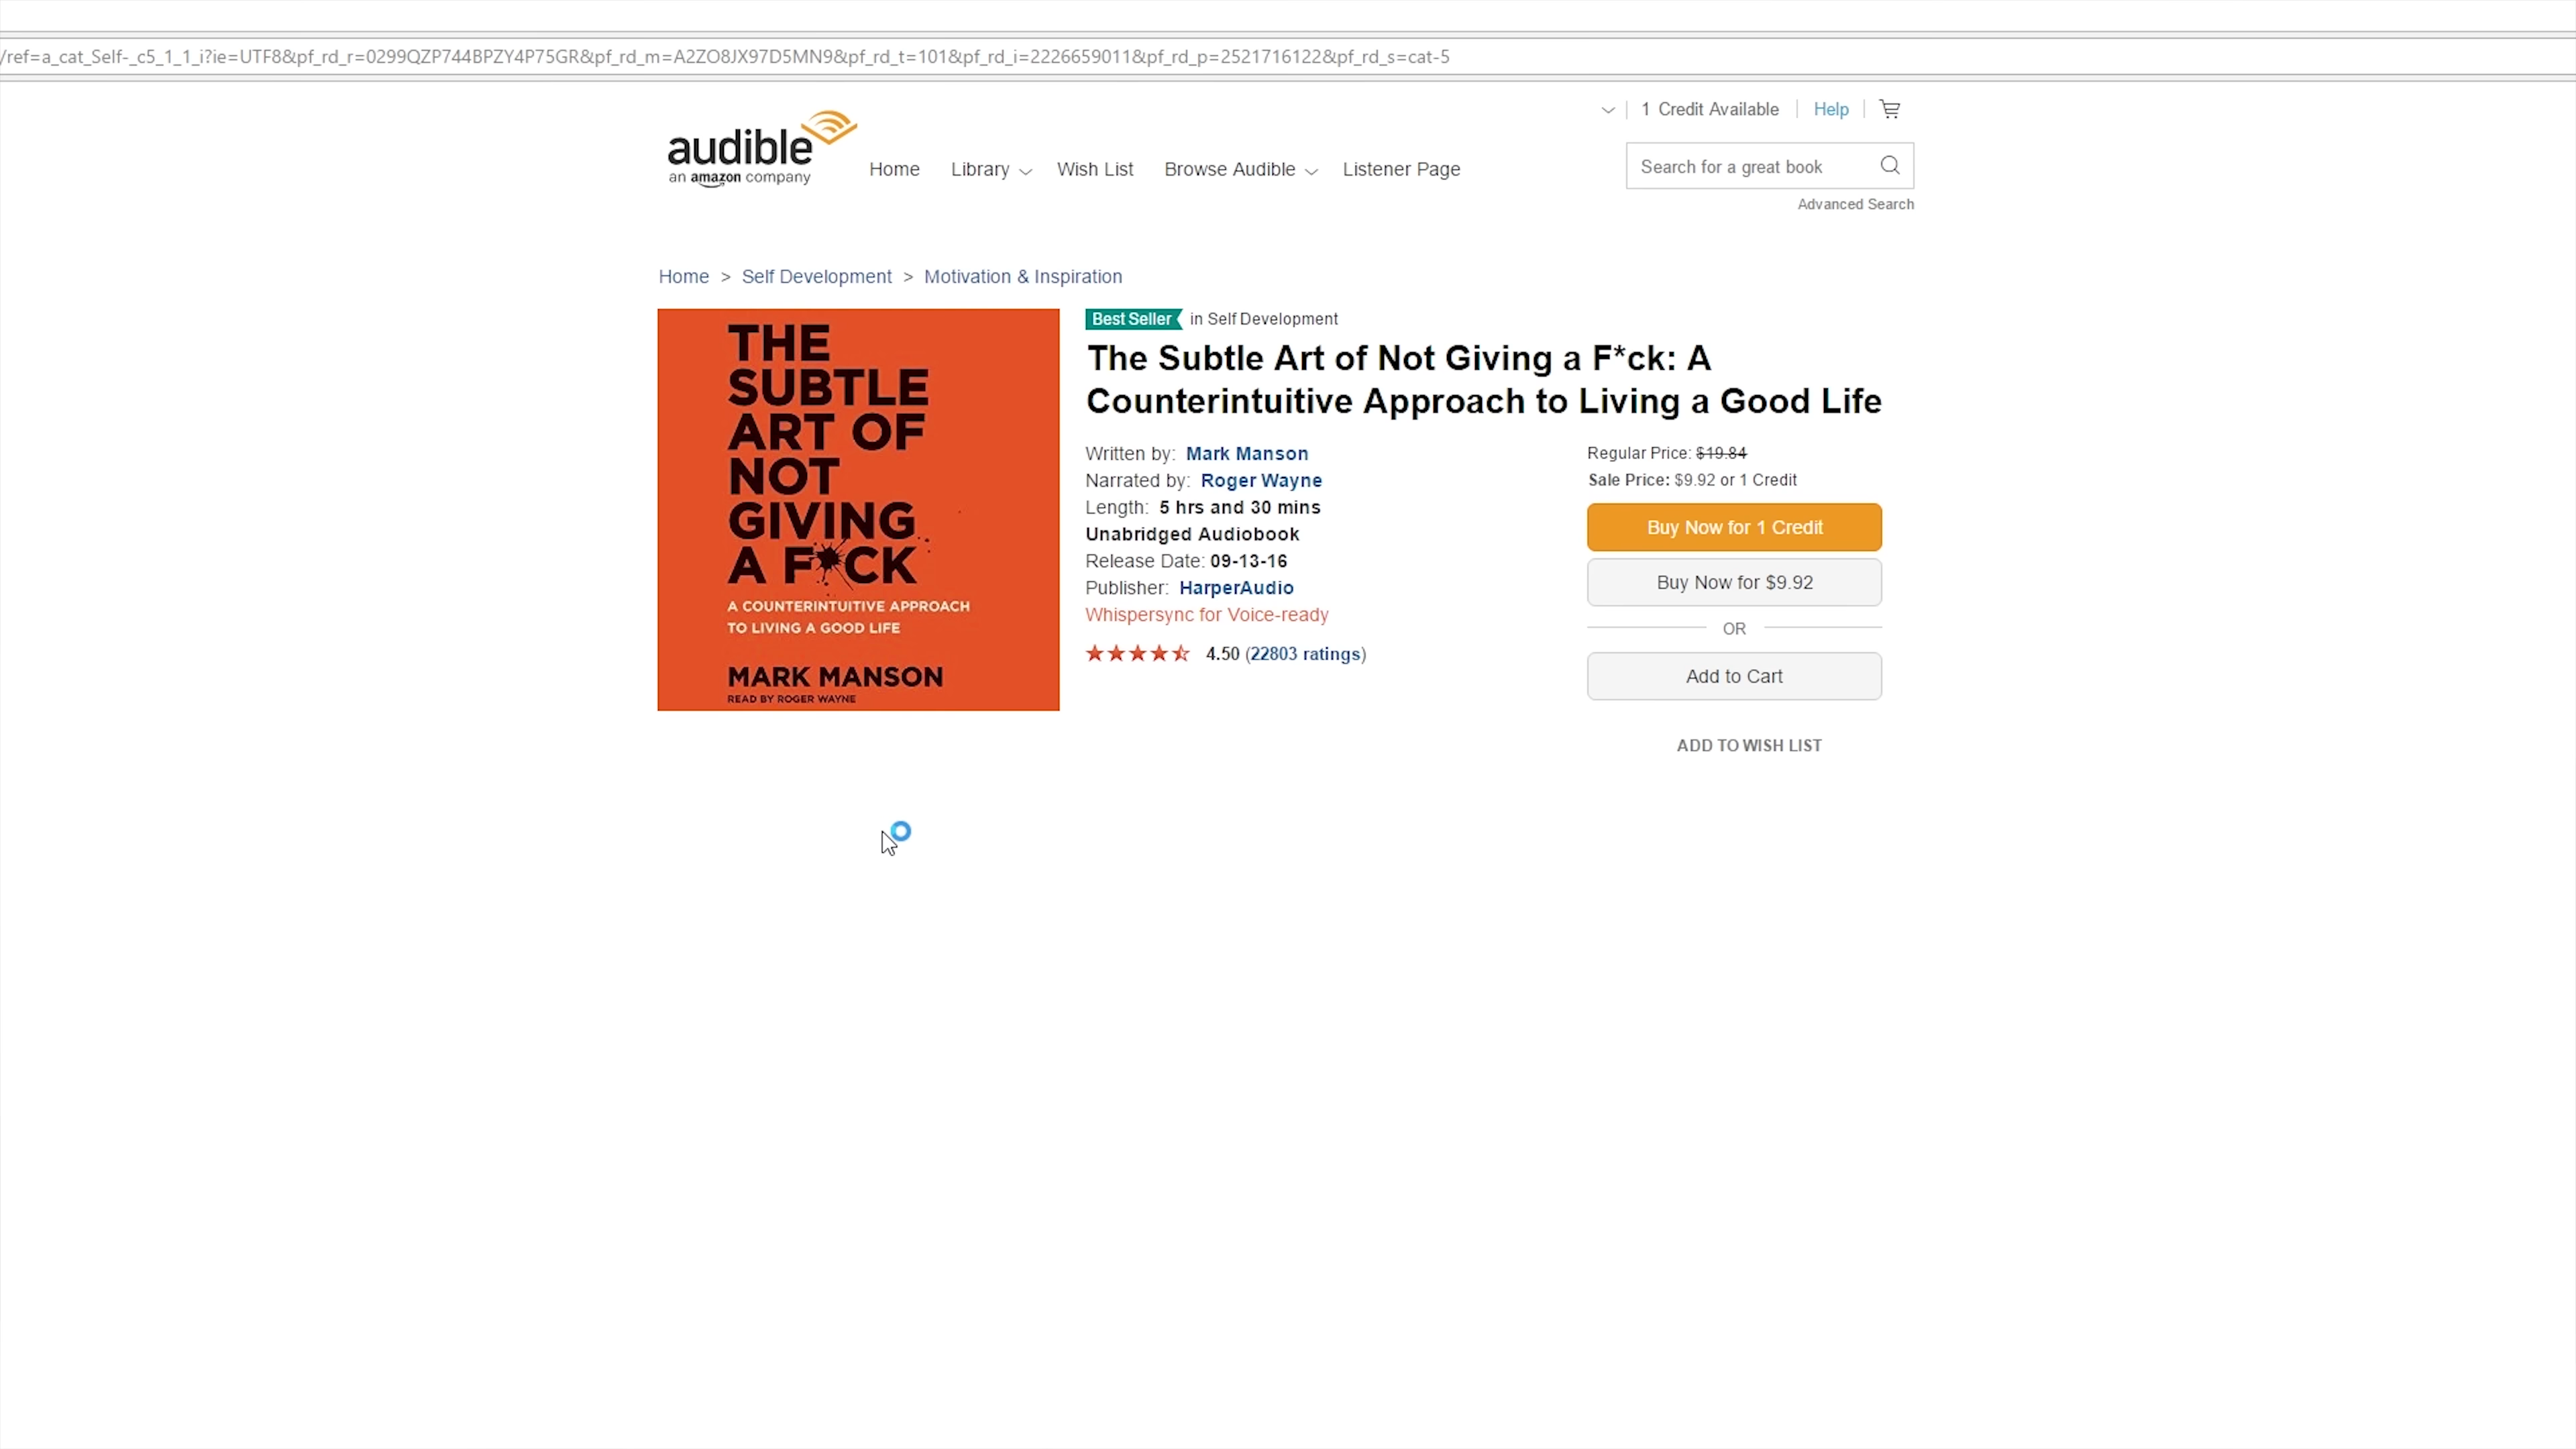 /ref=a_cat_Self-_c5_1_1_i?ie=UTF8&pf_rd_r=0299QZP744BPZY4P75GR&pf_rd_m=A2ZO8JX97D5MN9&pf_rd_t=101&pf_rd_i=2226659011&pf_rd_p=2521716122&pf_rd_s=cat-5
1 Credit Available
Help
audible
an amazon company
Home
Library
Wish List
Browse Audible
Listener Page
Search for a great book
Advanced Search
Home > Self Development > Motivation & Inspiration
THE
SUBTLE
ART OF
NOT
GIVING
A F*CK
A COUNTERINTUITIVE APPROACH
TO LIVING A GOOD LIFE
MARK MANSON
READ BY ROGER WAYNE
Best Seller in Self Development
The Subtle Art of Not Giving a F*ck: A
Counterintuitive Approach to Living a Good Life
Written by: Mark Manson
Narrated by: Roger Wayne
Length: 5 hrs and 30 mins
Unabridged Audiobook
Release Date: 09-13-16
Publisher: HarperAudio
Whispersync for Voice-ready
4.50 (22803 ratings)
Regular Price: $19.84
Sale Price: $9.92 or 1 Credit
Buy Now for 1 Credit
Buy Now for $9.92
OR
Add to Cart
ADD TO WISH LIST